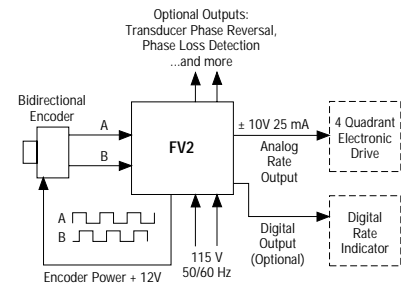 Optional Outputs:
Transducer Phase Reversal,
Phase Loss Detection
...and more
Bidirectional
Encoder
A
B
FV2
± 10V 25 mA
Analog
Rate
Output
4 Quadrant
Electronic
Drive
A
B
Encoder Power + 12V
115 V
50/60 Hz
Digital
Output
(Optional)
Digital
Rate
Indicator